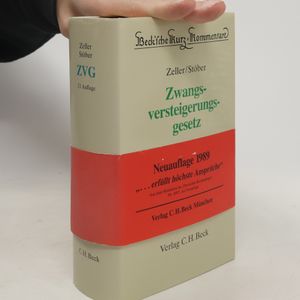 Beck'sche Kurz-Kommentare
Zeller/Stöber
Zwangs-
versteigerungs-
gesetz
Neuauflage 1989
„... erfüllt höchste Ansprüche“
Verlag C.H.Beck München
Verlag C.H. Beck
Zeller
Stöber
ZVG
Auflage
C.H.Beck